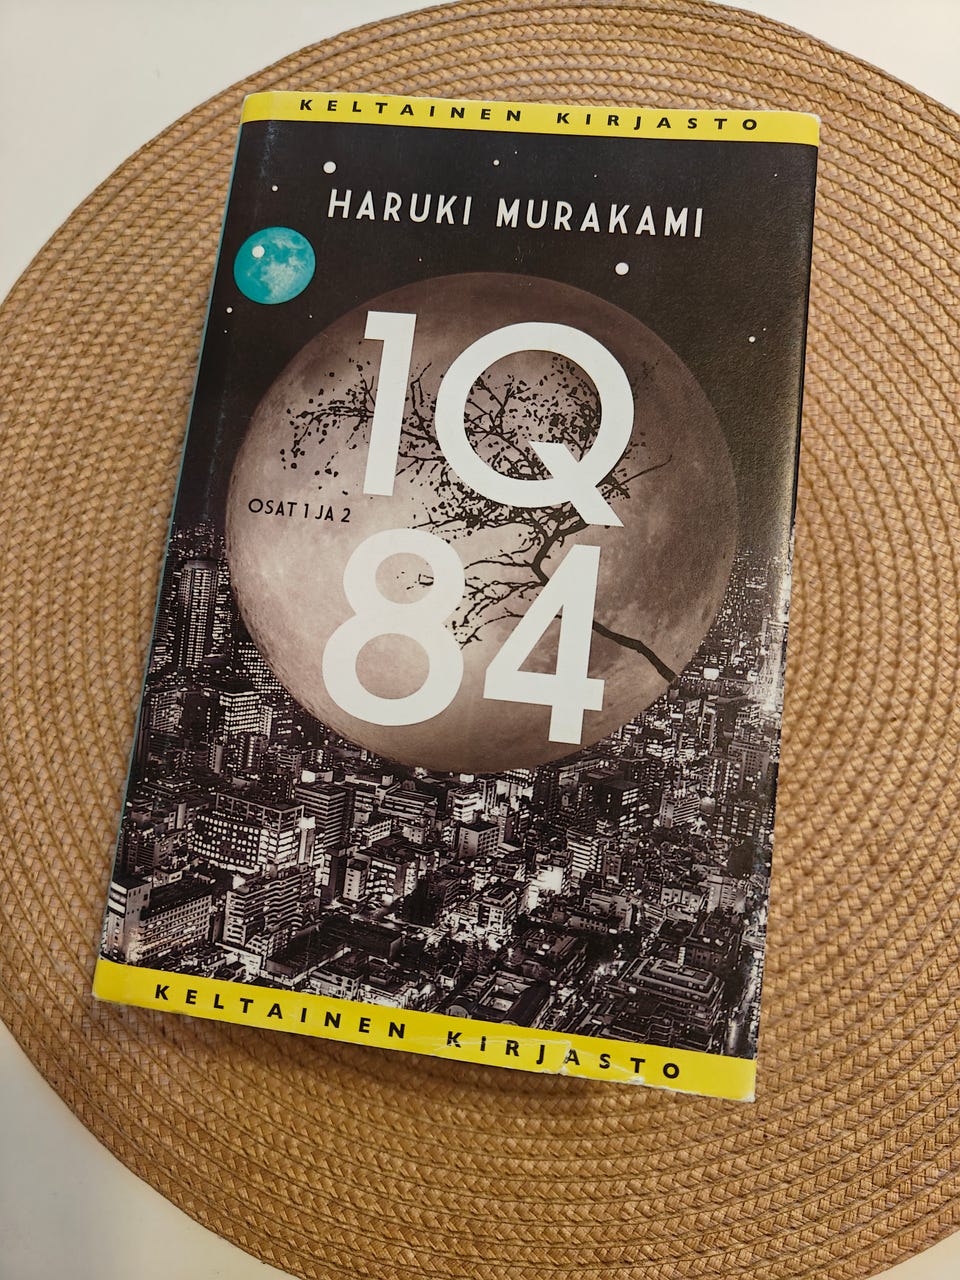 KELTAINEN KIRJASTO
HARUKI MURAKAMI
1Q
OSAT 1 JA 2
84
KELTAINEN KIRJASTO